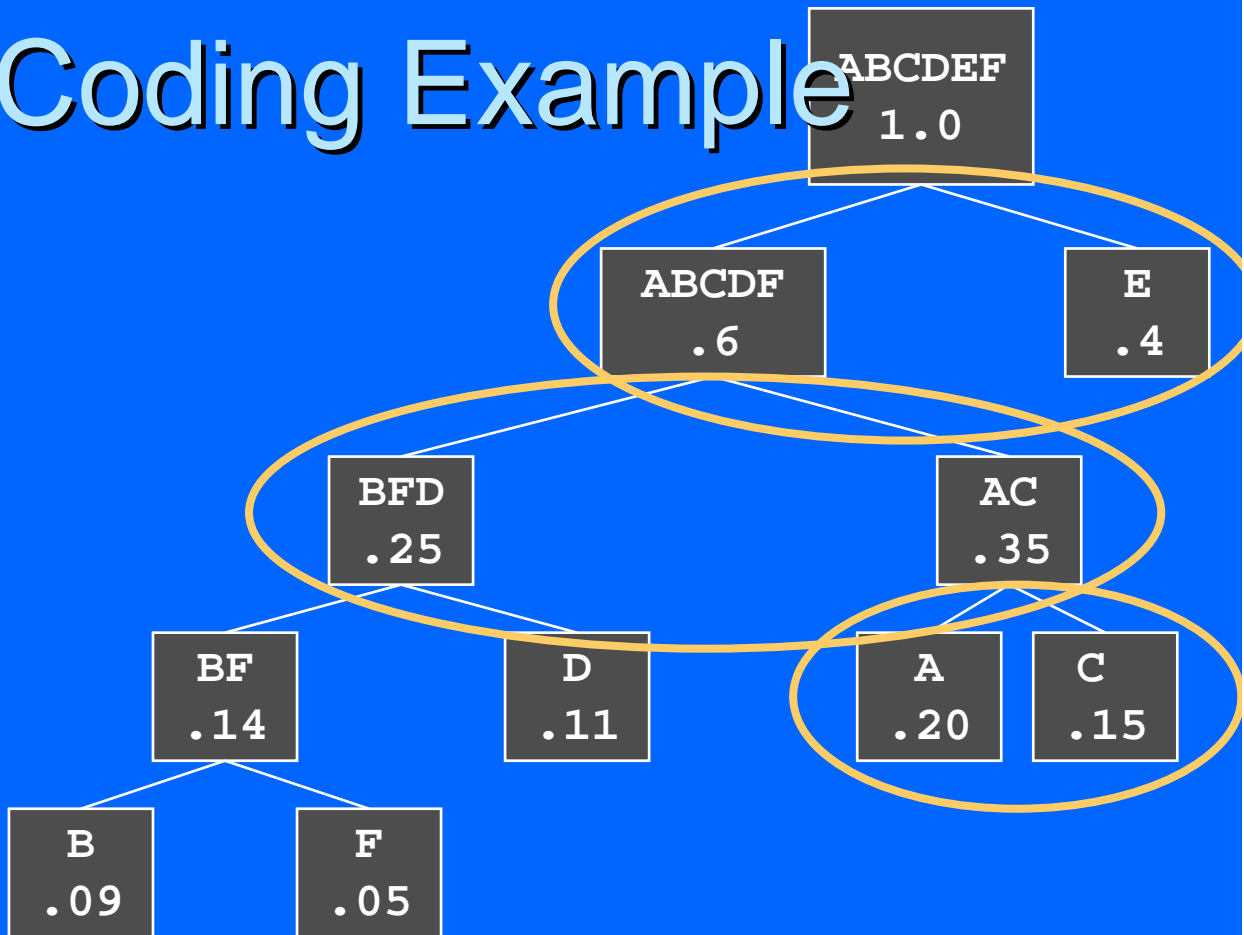 Coding Example
ABCDEF
1.0
ABCDF
.6
E
.4
BFD
.25
AC
.35
BF
.14
D
.11
A
.20
C
.15
B
.09
F
.05